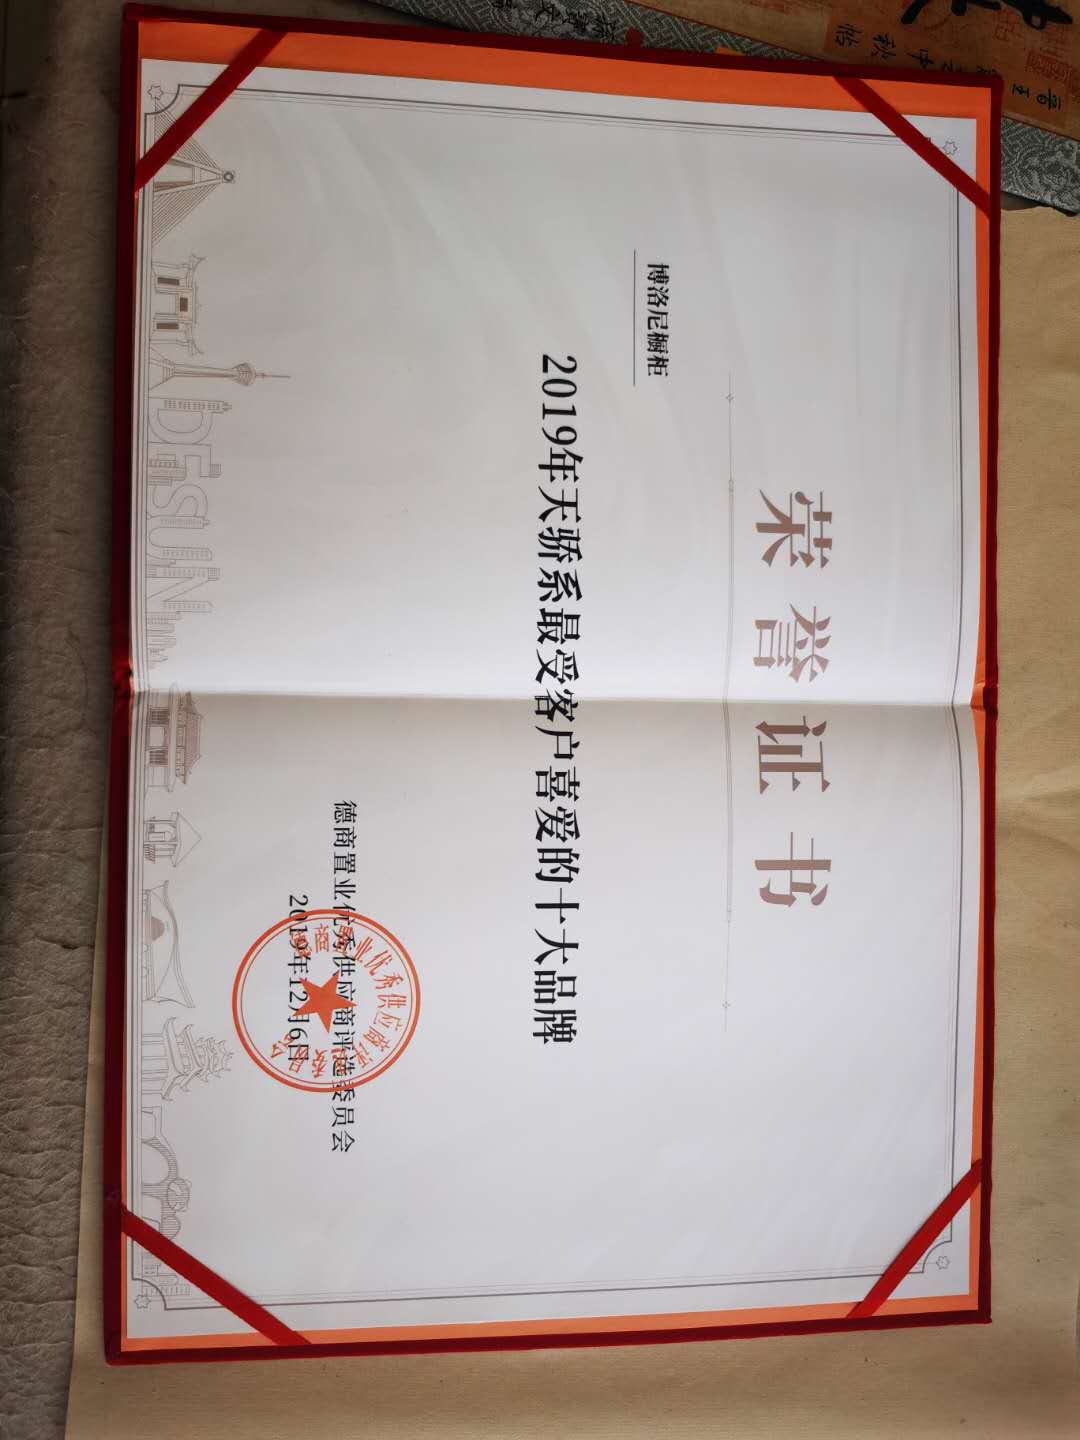 荣誉证书
博洛尼橱柜
2019年天骄系最受客户喜爱的十大品牌
德商置业优秀供应商评选委员会
2019年12月6日
DESUN